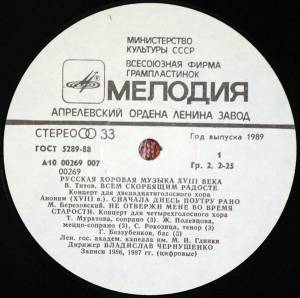 МИНИСТЕРСТВО
КУЛЬТУРЫ СССР
ВСЕСОЮЗНАЯ ФИРМА
ГРАМПЛАСТИНОК
МЕЛОДИЯ
АПРЕЛЕВСКИЙ ОРДЕНА ЛЕНИНА ЗАВОД
СТЕРЕО 33
Год выпуска 1989
ГОСТ 5289-88
1
А10 00269 007
Гр. 2, 2-25
00269
РУССКАЯ ХОРОВАЯ МУЗЫКА XVIII ВЕКА
В. Титов. ВСЕМ СКОРБЯЩИМ РАДОСТЕ
Концерт для двенадцатиголосного хора
Аноним (XVIII в.). СНАЧАЛА ДНЕСЬ ПОУТРУ РАНО
М. Березовский. НЕ ОТВЕРЖИ МЕНЕ ВО ВРЕМЯ
СТАРОСТИ. Концерт для четырехголосного хора
Т. Муратова, сопрано (3), Ж. Полевцова,
меццо-сопрано (3), С. Роковица, тенор (3)
Г. Беззубенков, бас (3)
Лен. гос. акад. капелла им. М. И. Глинки
Дирижер ВЛАДИСЛАВ ЧЕРНУШЕНКО
Записи 1986, 1987 гг. (цифровые)